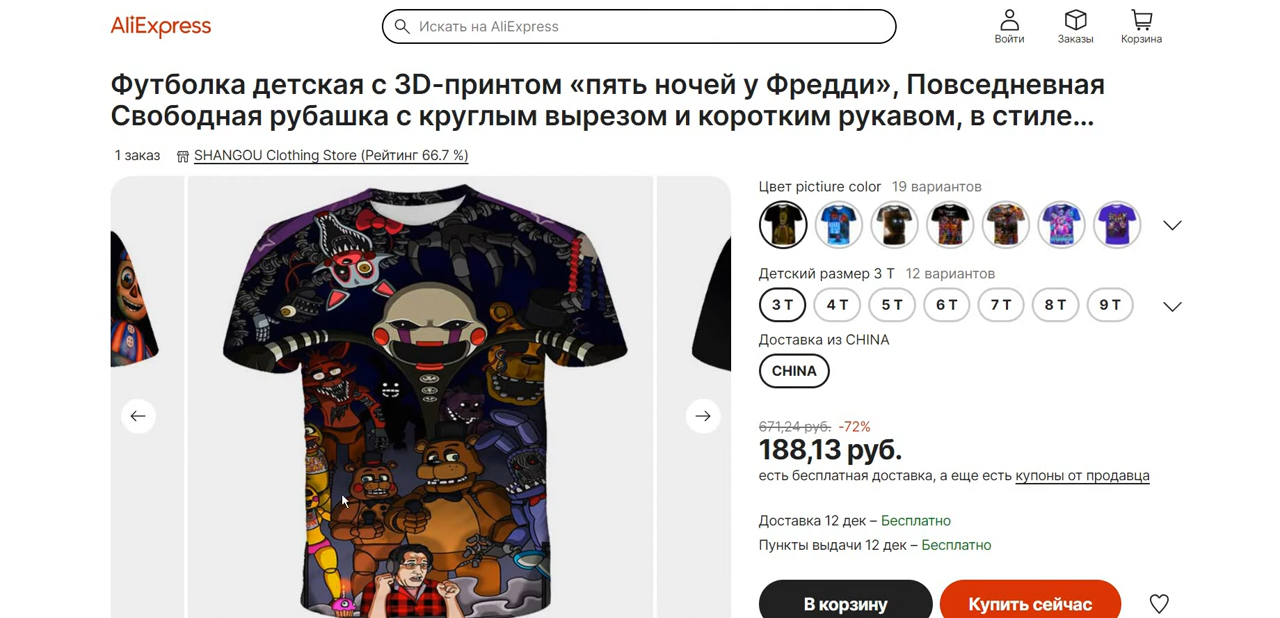 AliExpress
Искать на AliExpress
Войти
Заказы
Корзина
Футболка детская с 3D-принтом «пять ночей у Фредди», Повседневная
Свободная рубашка с круглым вырезом и коротким рукавом, в стиле...
1 заказ
SHANGOU Clothing Store (Рейтинг 66.7 %)
Цвет pictiure color 19 вариантов
Детский размер 3 T 12 вариантов
3 T
4 T
5 T
6 T
7 T
8 T
9 T
Доставка из CHINA
CHINA
671,24 руб. -72%
188,13 руб.
есть бесплатная доставка, а еще есть купоны от продавца
Доставка 12 дек – Бесплатно
Пункты выдачи 12 дек – Бесплатно
В корзину
Купить сейчас